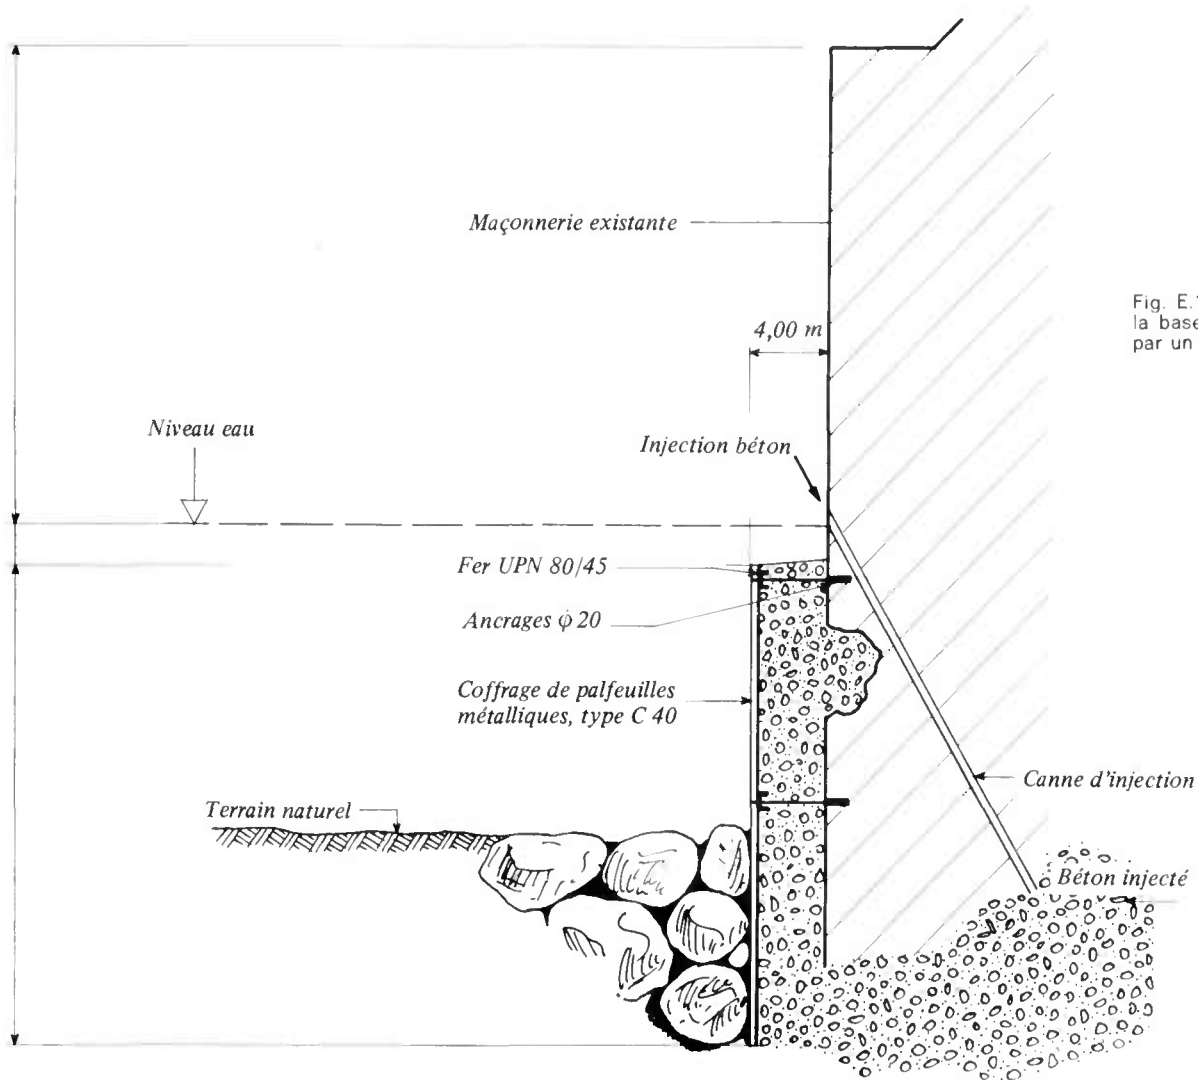 Maçonnerie existante
Fig. E.
la base
par un
4,00 m
Niveau eau
Injection béton
Fer UPN 80/45
Ancrages ϕ 20
Coffrage de palfeuilles
métalliques, type C 40
Canne d'injection
Terrain naturel
Béton injecté